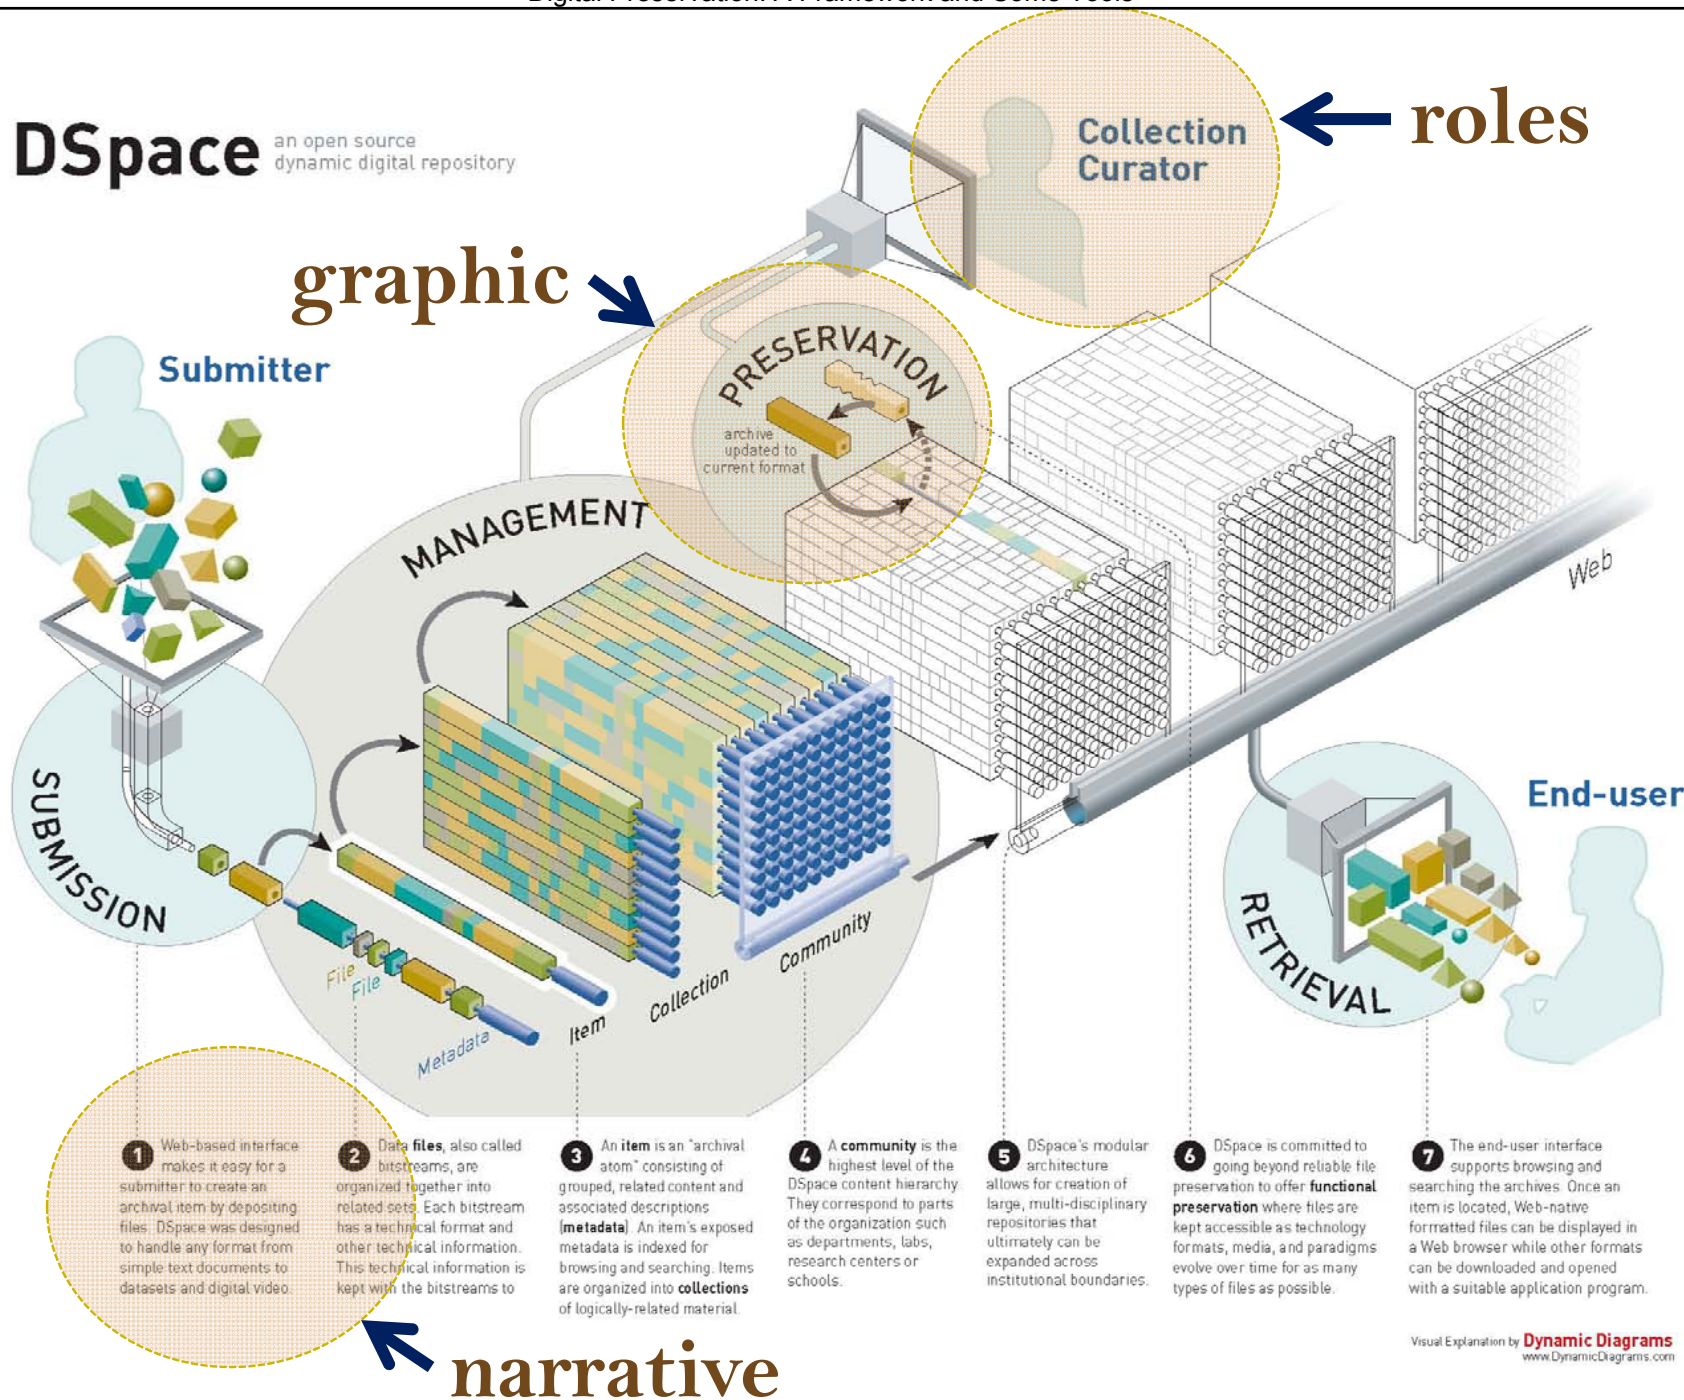 Digital Preservation: A Framework and Some Tools
DSpace
an open source
dynamic digital repository
Collection
Curator
roles
graphic
Submitter
PRESERVATION
archive
updated to
current format
MANAGEMENT
Web
SUBMISSION
End-user
RETRIEVAL
File
File
Metadata
Item
Collection
Community
1 Web-based interface
makes it easy for a
submitter to create an
archival item by depositing
files. DSpace was designed
to handle any format from
simple text documents to
datasets and digital video.
2 Data files, also called
bitstreams, are
organized together into
related sets. Each bitstream
has a technical format and
other technical information.
This technical information is
kept with the bitstreams to
3 An item is an "archival
atom" consisting of
grouped, related content and
associated descriptions
(metadata). An item's exposed
metadata is indexed for
browsing and searching. Items
are organized into collections
of logically-related material.
4 A community is the
highest level of the
DSpace content hierarchy.
They correspond to parts
of the organization such
as departments, labs,
research centers or
schools.
5 DSpace's modular
architecture
allows for creation of
large, multi-disciplinary
repositories that
ultimately can be
expanded across
institutional boundaries.
6 DSpace is committed to
going beyond reliable file
preservation to offer functional
preservation where files are
kept accessible as technology
formats, media, and paradigms
evolve over time for as many
types of files as possible.
7 The end-user interface
supports browsing and
searching the archives. Once an
item is located, Web-native
formatted files can be displayed in
a Web browser while other formats
can be downloaded and opened
with a suitable application program.
narrative
Visual Explanation by Dynamic Diagrams
www.DynamicDiagrams.com